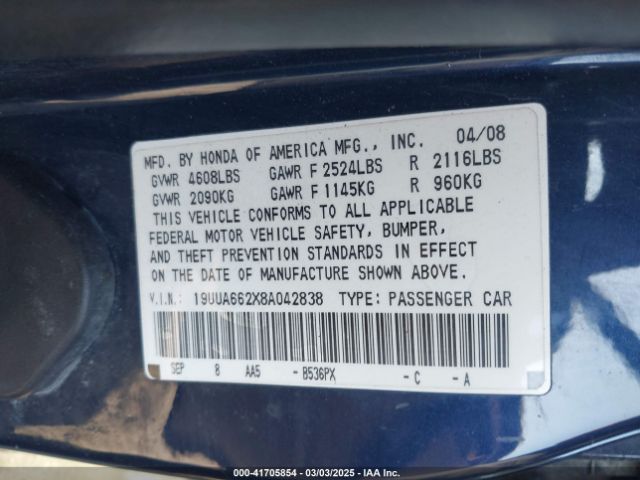 MFD. BY HONDA OF AMERICA MFG., INC. 04/08
GVWR 4608LBS GAWR F 2524LBS R 2116LBS
GVWR 2090KG GAWR F 1145KG R 960KG
THIS VEHICLE CONFORMS TO ALL APPLICABLE
FEDERAL MOTOR VEHICLE SAFETY, BUMPER,
AND THEFT PREVENTION STANDARDS IN EFFECT
ON THE DATE OF MANUFACTURE SHOWN ABOVE.
V.I.N.: 19UUA662X8A042838 TYPE: PASSENGER CAR
SEP 8 AA5 -B536PX -C -A
000-41705854 | 03/03/2025 - IAA Inc.